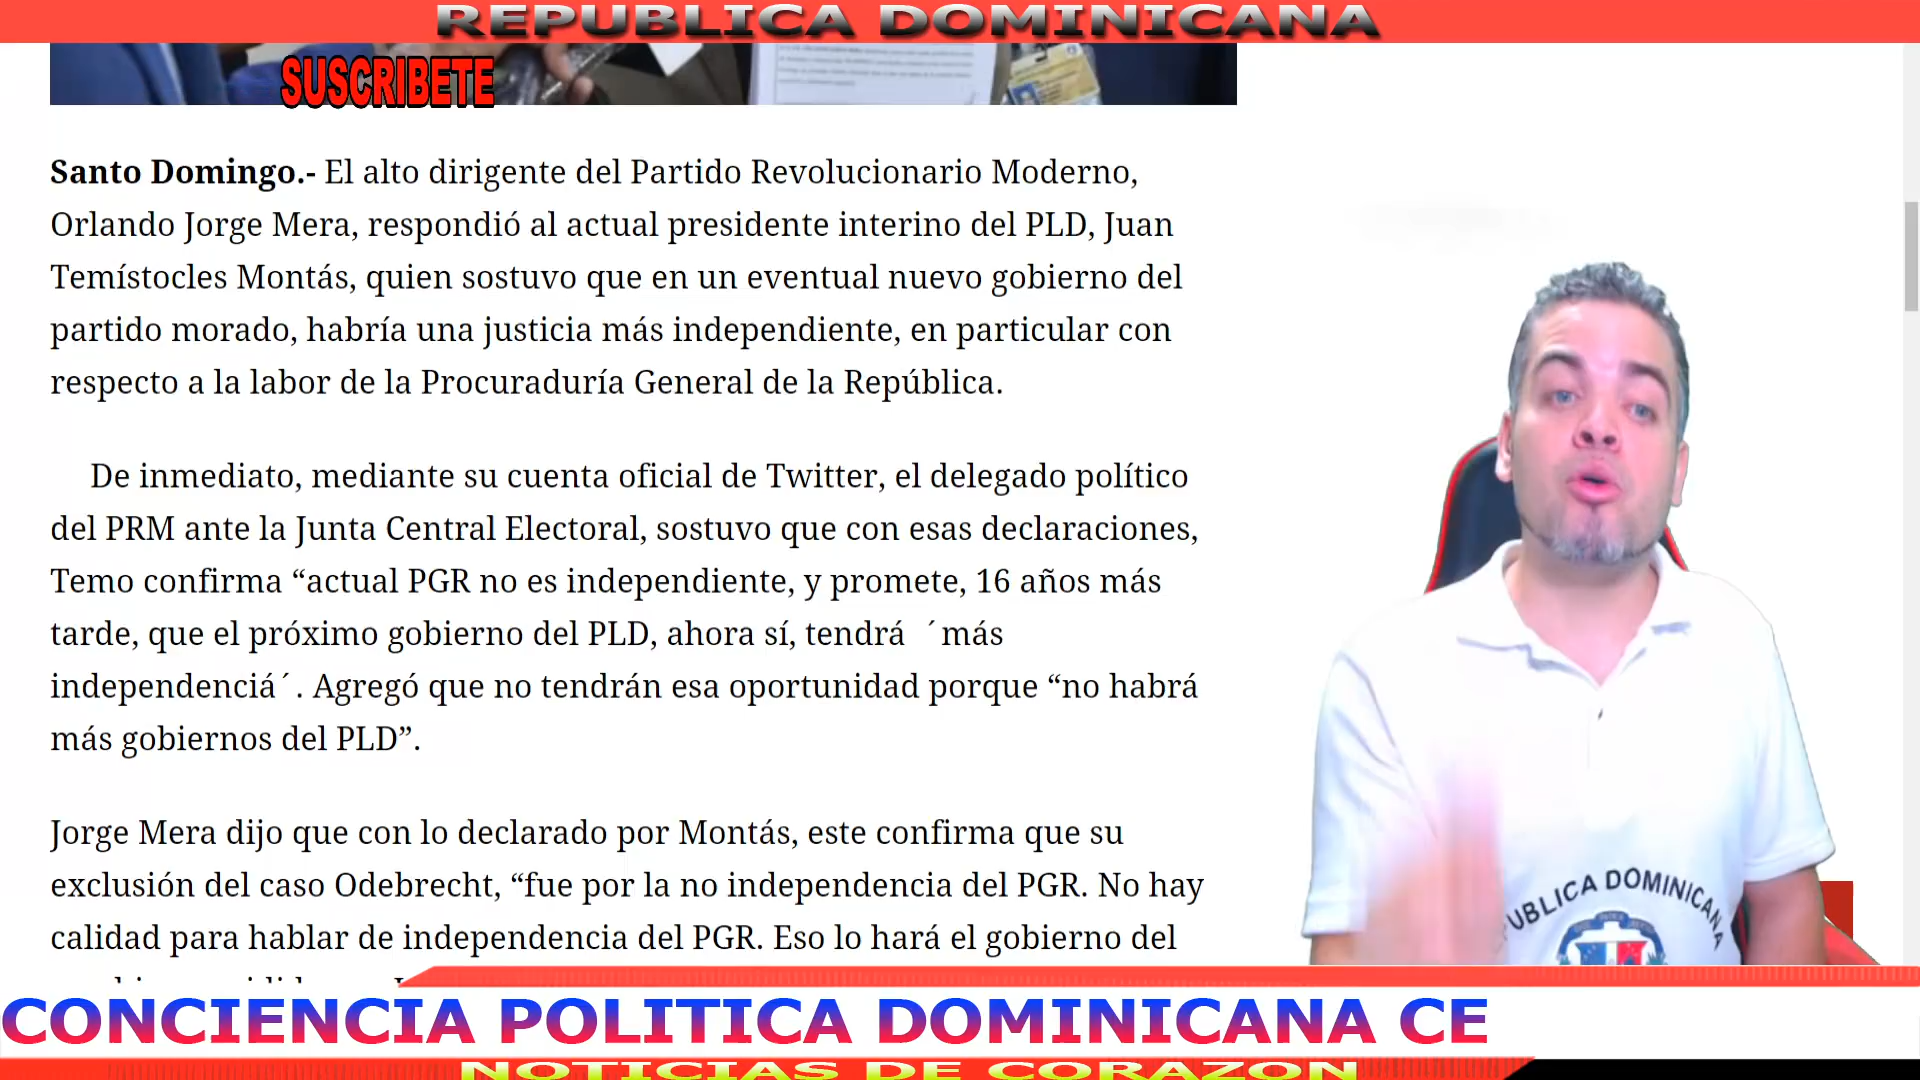 REPUBLICA DOMINICANA
SUSCRIBETE
Santo Domingo.- El alto dirigente del Partido Revolucionario Moderno,
Orlando Jorge Mera, respondió al actual presidente interino del PLD, Juan
Temístocles Montás, quien sostuvo que en un eventual nuevo gobierno del
partido morado, habría una justicia más independiente, en particular con
respecto a la labor de la Procuraduría General de la República.
De inmediato, mediante su cuenta oficial de Twitter, el delegado político
del PRM ante la Junta Central Electoral, sostuvo que con esas declaraciones,
Temo confirma “actual PGR no es independiente, y promete, 16 años más
tarde, que el próximo gobierno del PLD, ahora sí, tendrá ´más
independenciá´. Agregó que no tendrán esa oportunidad porque “no habrá
más gobiernos del PLD”.
Jorge Mera dijo que con lo declarado por Montás, este confirma que su
exclusión del caso Odebrecht, “fue por la no independencia del PGR. No hay
calidad para hablar de independencia del PGR. Eso lo hará el gobierno del
PUBLICA DOMINICANA
CONCIENCIA POLITICA DOMINICANA CE
NOTICIAS DE CORAZON